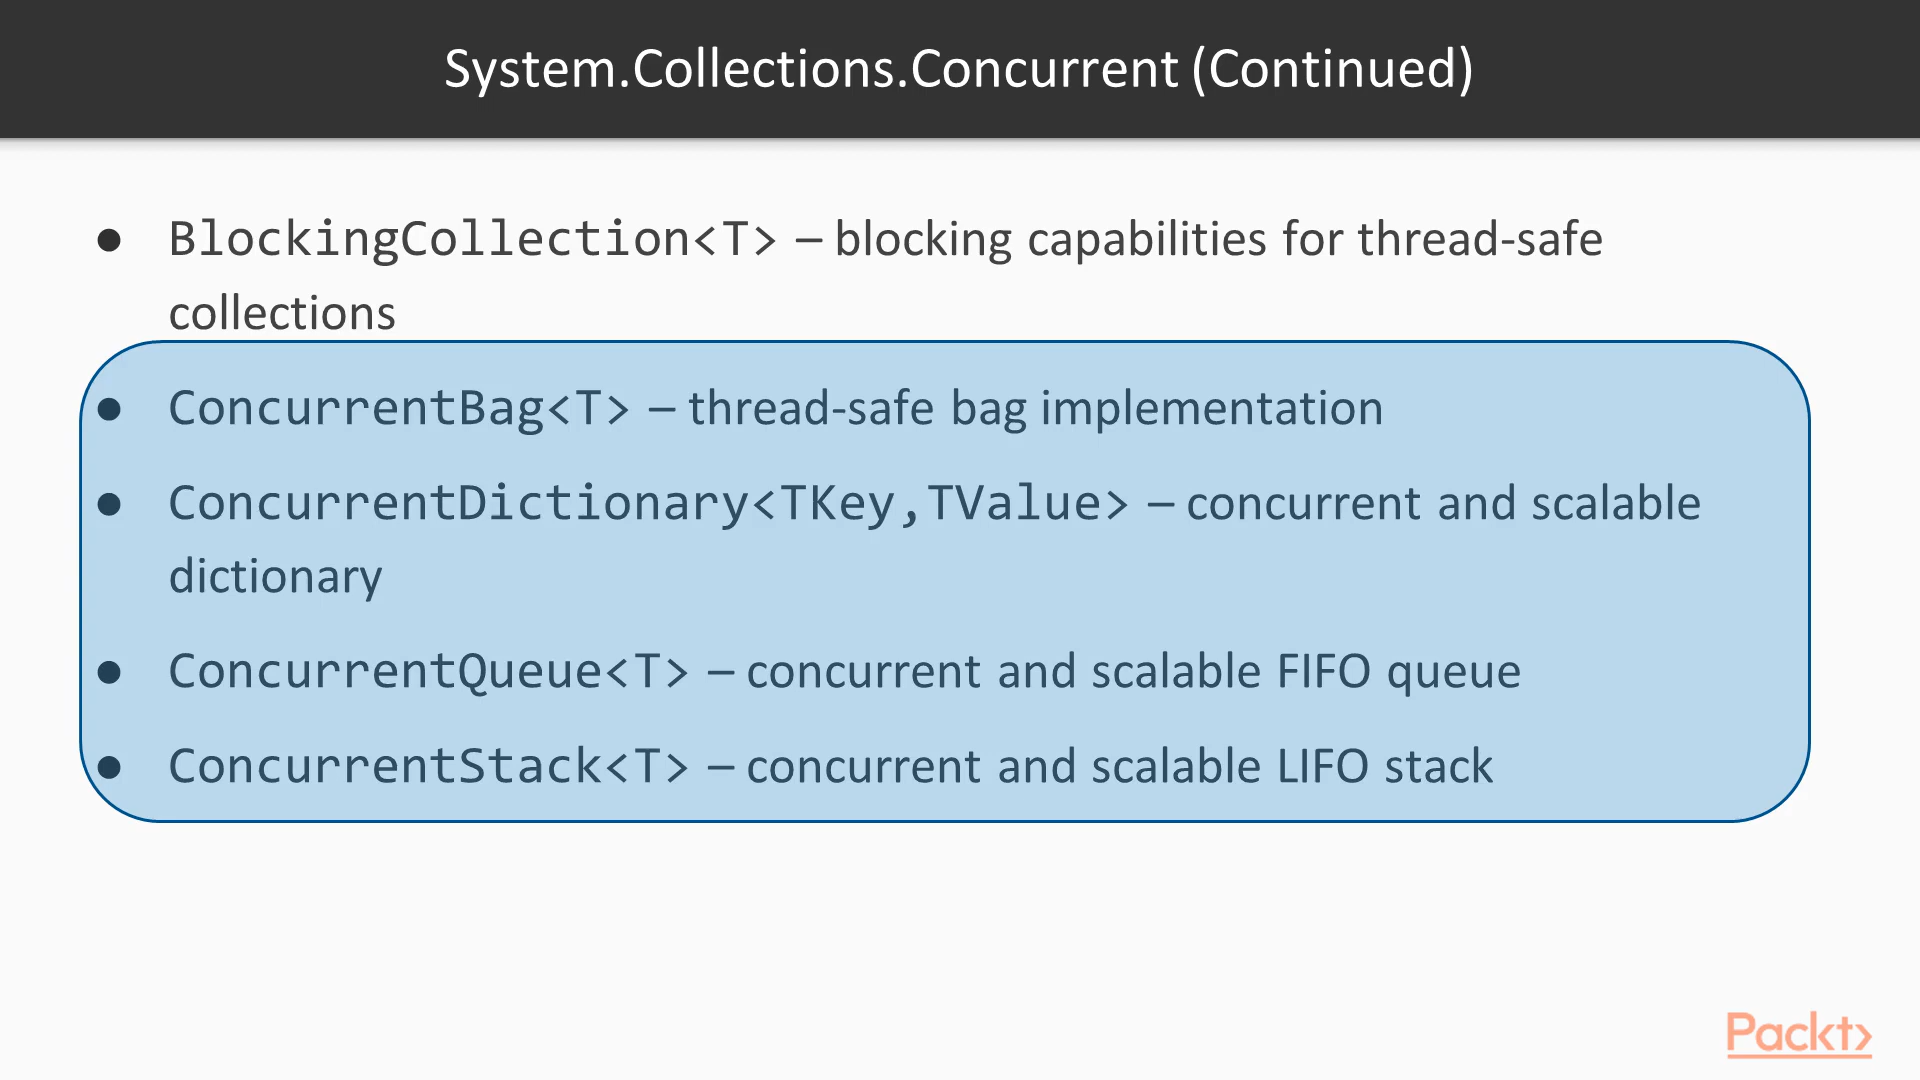 System.Collections.Concurrent (Continued)
● BlockingCollection<T> – blocking capabilities for thread-safe
collections
● ConcurrentBag<T> – thread-safe bag implementation
● ConcurrentDictionary<TKey,TValue> – concurrent and scalable
dictionary
● ConcurrentQueue<T> – concurrent and scalable FIFO queue
● ConcurrentStack<T> – concurrent and scalable LIFO stack
Packt>